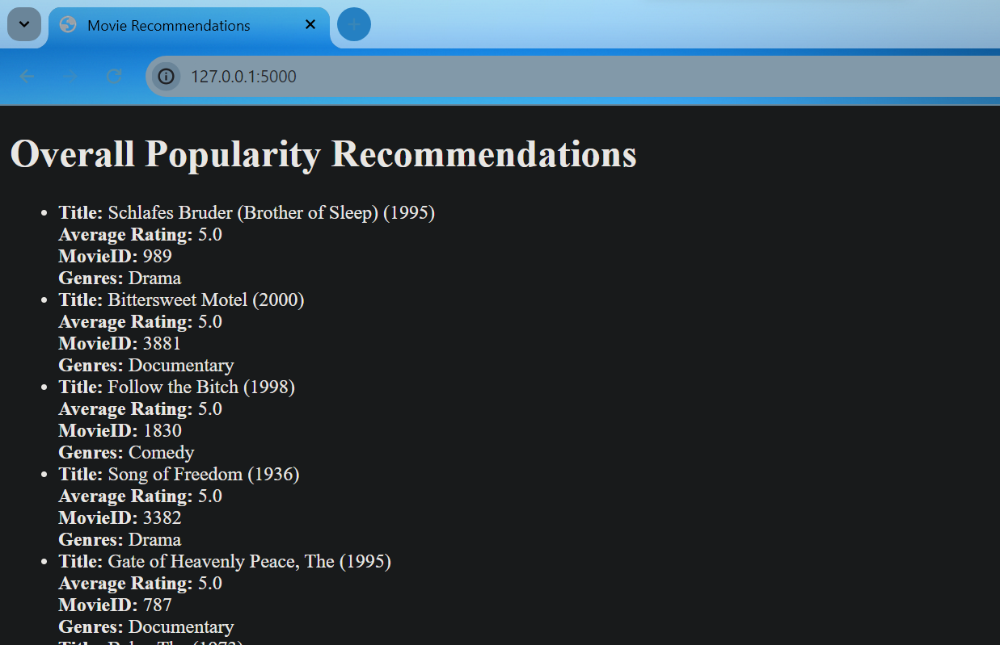 Movie Recommendations
127.0.0.1:5000
Overall Popularity Recommendations
Title: Schlafes Bruder (Brother of Sleep) (1995)
Average Rating: 5.0
MovieID: 989
Genres: Drama
Title: Bittersweet Motel (2000)
Average Rating: 5.0
MovieID: 3881
Genres: Documentary
Title: Follow the Bitch (1998)
Average Rating: 5.0
MovieID: 1830
Genres: Comedy
Title: Song of Freedom (1936)
Average Rating: 5.0
MovieID: 3382
Genres: Drama
Title: Gate of Heavenly Peace, The (1995)
Average Rating: 5.0
MovieID: 787
Genres: Documentary
Title: